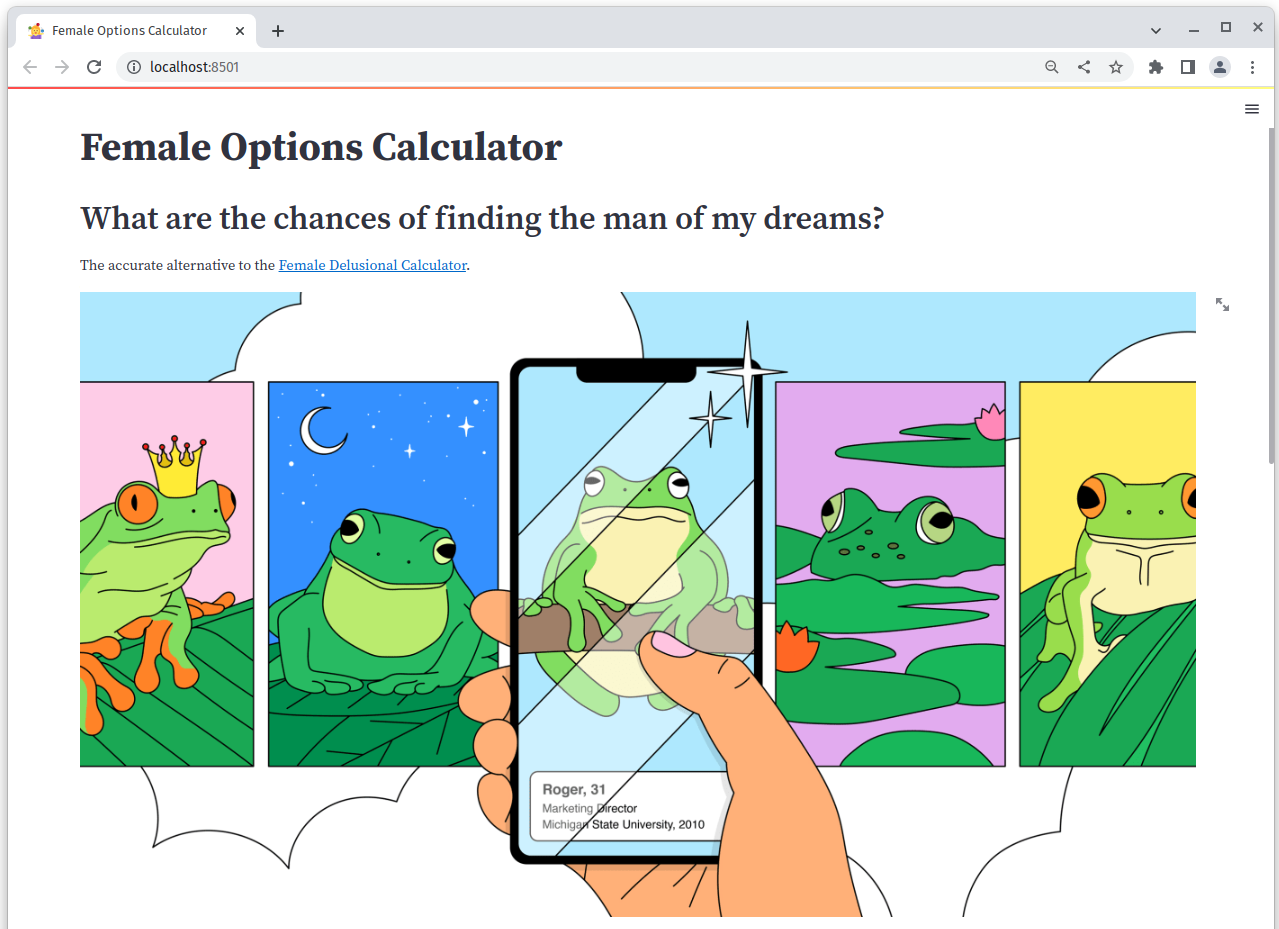 Female Options Calculator
localhost:8501
Female Options Calculator
What are the chances of finding the man of my dreams?
The accurate alternative to the Female Delusional Calculator.
Roger, 31
Marketing Director
Michigan State University, 2010